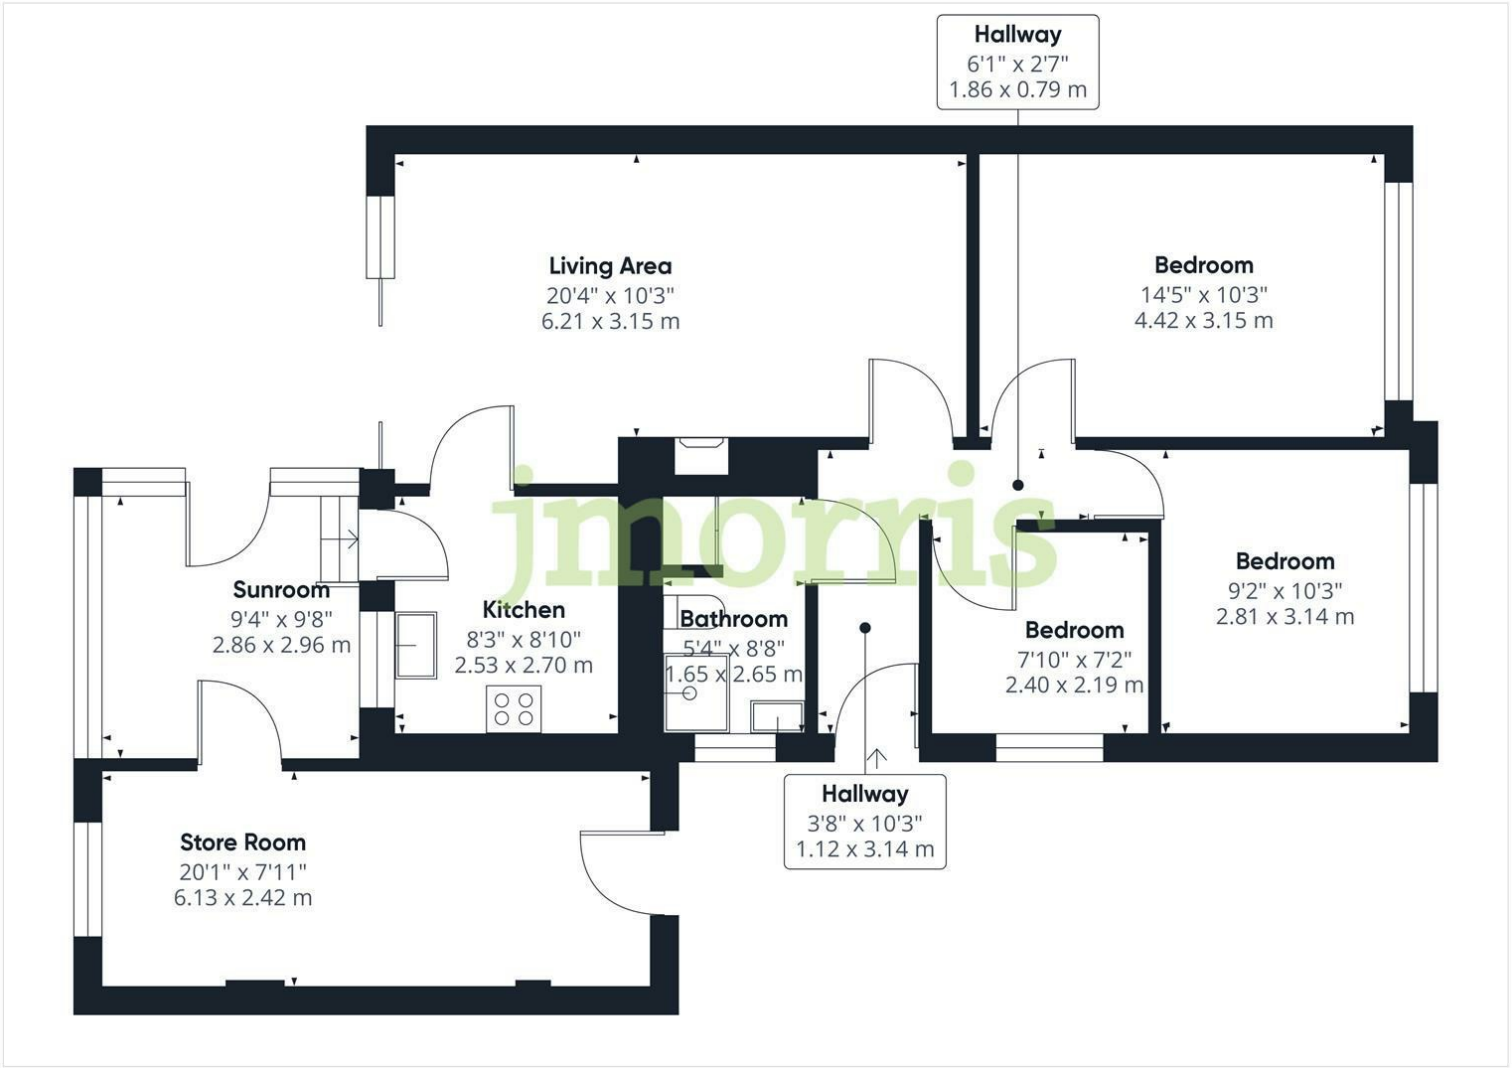 Hallway
6'1" x 2'7"
1.86 x 0.79 m
Living Area
20'4" x 10'3"
6.21 x 3.15 m
Bedroom
14'5" x 10'3"
4.42 x 3.15 m
jmorris
Sunroom
9'4" x 9'8"
2.86 x 2.96 m
Kitchen
8'3" x 8'10"
2.53 x 2.70 m
Bathroom
5'4" x 8'8"
1.65 x 2.65 m
Bedroom
7'10" x 7'2"
2.40 x 2.19 m
Bedroom
9'2" x 10'3"
2.81 x 3.14 m
Hallway
3'8" x 10'3"
1.12 x 3.14 m
Store Room
20'1" x 7'11"
6.13 x 2.42 m